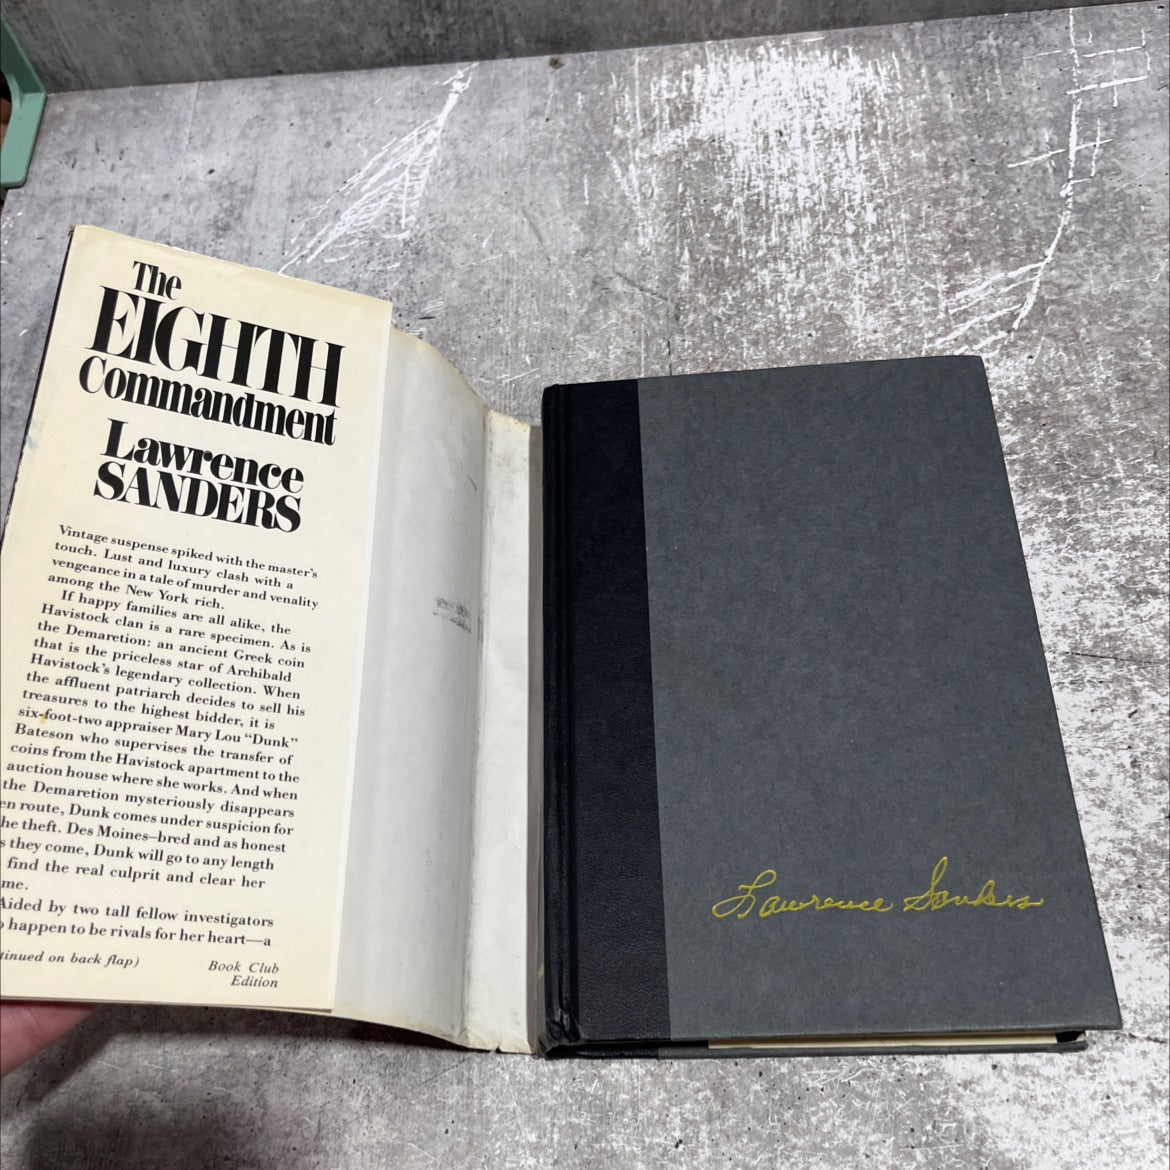 The
EIGHTH
Commandment
Lawrence
SANDERS
Vintage suspense spiked with the master's
touch. Lust and luxury clash with a
vengeance in a tale of murder and venality
among the New York rich.
If happy families are all alike, the
Havistock clan is a rare specimen. As is
the Demaretion: an ancient Greek coin
that is the priceless star of Archibald
Havistock's legendary collection. When
the affluent patriarch decides to sell his
treasures to the highest bidder, it is
six-foot-two appraiser Mary Lou “Dunk”
Bateson who supervises the transfer of
coins from the Havistock apartment to the
auction house where she works. And when
the Demaretion mysteriously disappears
en route, Dunk comes under suspicion for
he theft. Des Moines—bred and as honest
s they come, Dunk will go to any length
find the real culprit and clear her
me.
Aided by two tall fellow investigators
happen to be rivals for her heart—a
tinued on back flap)
Book Club
Edition
Lawrence Sanders